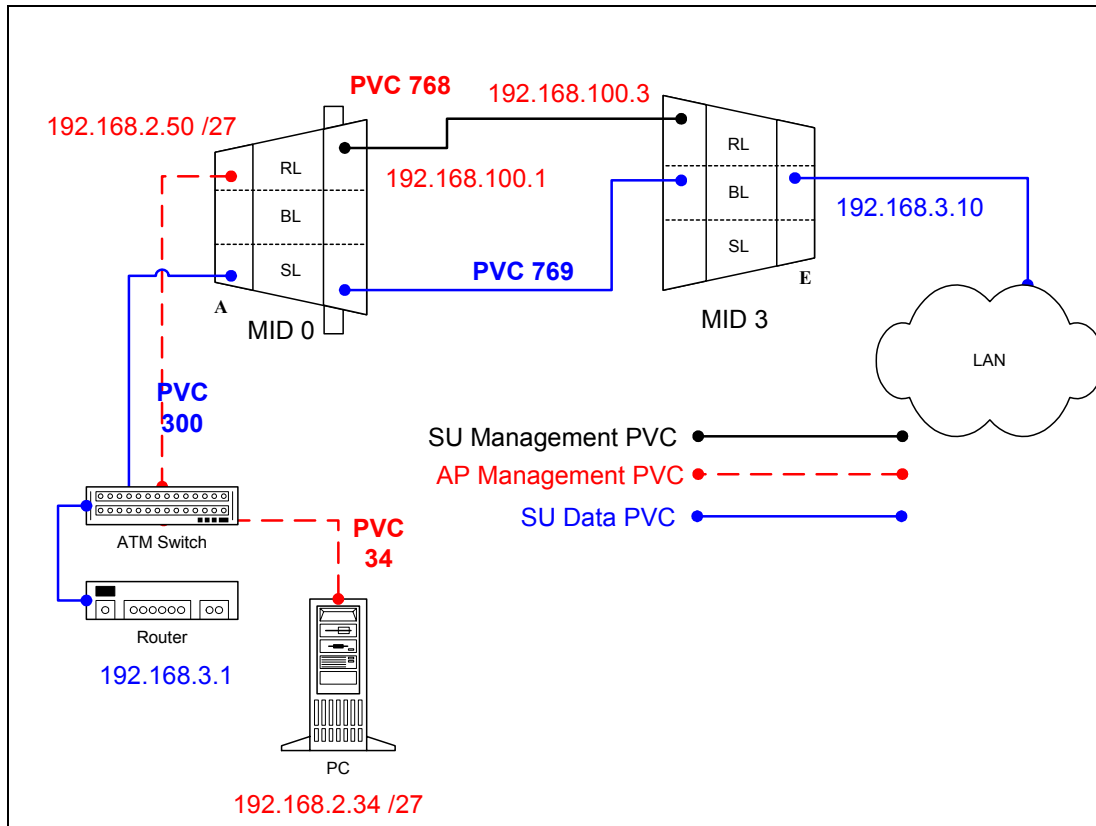 PVC 768
192.168.100.3
192.168.2.50 /27
RL
192.168.100.1
BL
SL
A
MID 0
RL
BL
192.168.3.10
SL
E
PVC 769
MID 3
LAN
PVC
300
SU Management PVC
AP Management PVC
SU Data PVC
ATM Switch
PVC
34
Router
192.168.3.1
PC
192.168.2.34 /27